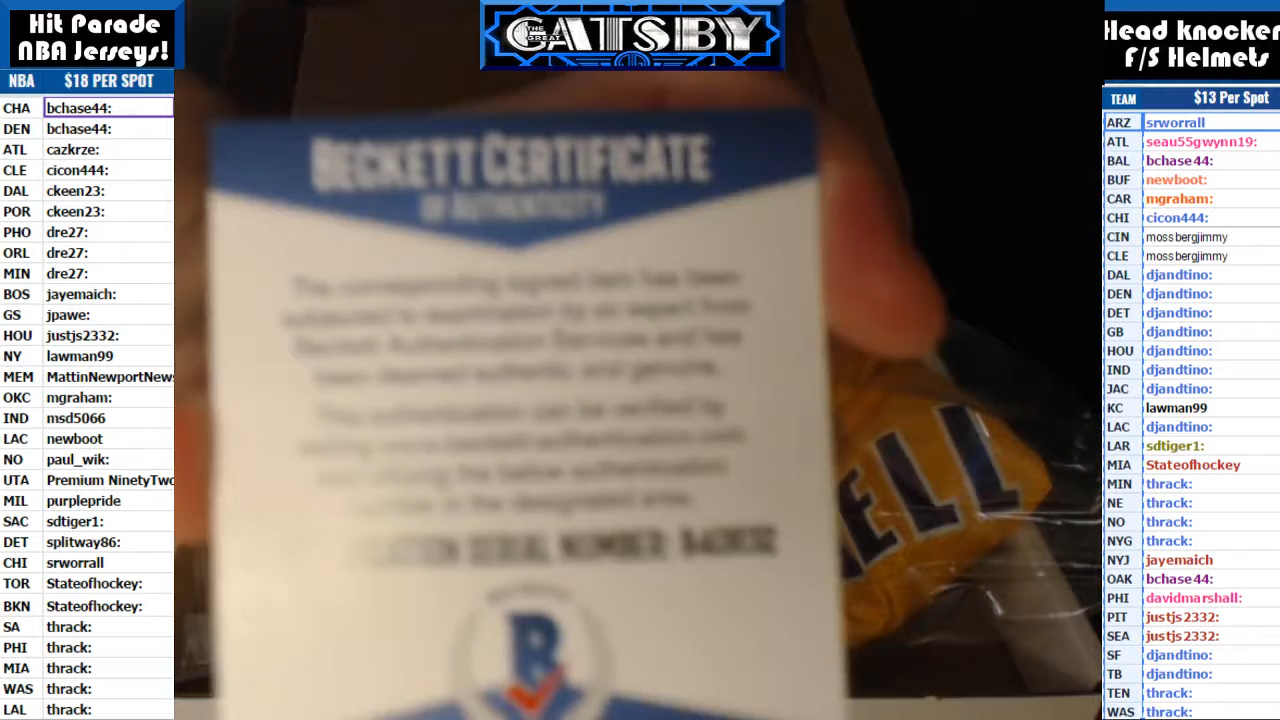 Hit Parade
NBA Jerseys!
NBA $18 PER SPOT
CHA bchase44:
DEN bchase44:
ATL cazkrze:
CLE cicon444:
DAL ckeen23:
POR ckeen23:
PHO dre27:
ORL dre27:
MIN dre27:
BOS jayemaich:
GS jpawe:
HOU justjs2332:
NY lawman99
MEM MattinNewportNews
OKC mgraham:
IND msd5066
LAC newboot
NO paul_wik:
UTA Premium NinetyTwo
MIL purplepride
SAC sdtiger1:
DET splitway86:
CHI srworrall
TOR Stateofhockey:
BKN Stateofhockey:
SA thrack:
PHI thrack:
MIA thrack:
WAS thrack:
LAL thrack:
THE GREAT
GATSBY
CERTIFICATE
NUMBER
B
ELL
Head knocker
F/S Helmets
TEAM $13 Per Spot
ARZ srworrall
ATL seau55gwynn19:
BAL bchase44:
BUF newboot:
CAR mgraham:
CHI cicon444:
CIN mossbergjimmy
CLE mossbergjimmy
DAL djandtino:
DEN djandtino:
DET djandtino:
GB djandtino:
HOU djandtino:
IND djandtino:
JAC djandtino:
KC lawman99
LAC djandtino:
LAR sdtiger1:
MIA Stateofhockey
MIN thrack:
NE thrack:
NO thrack:
NYG thrack:
NYJ jayemaich
OAK bchase44:
PHI davidmarshall:
PIT justjs2332:
SEA justjs2332:
SF djandtino:
TB djandtino:
TEN thrack:
WAS thrack: